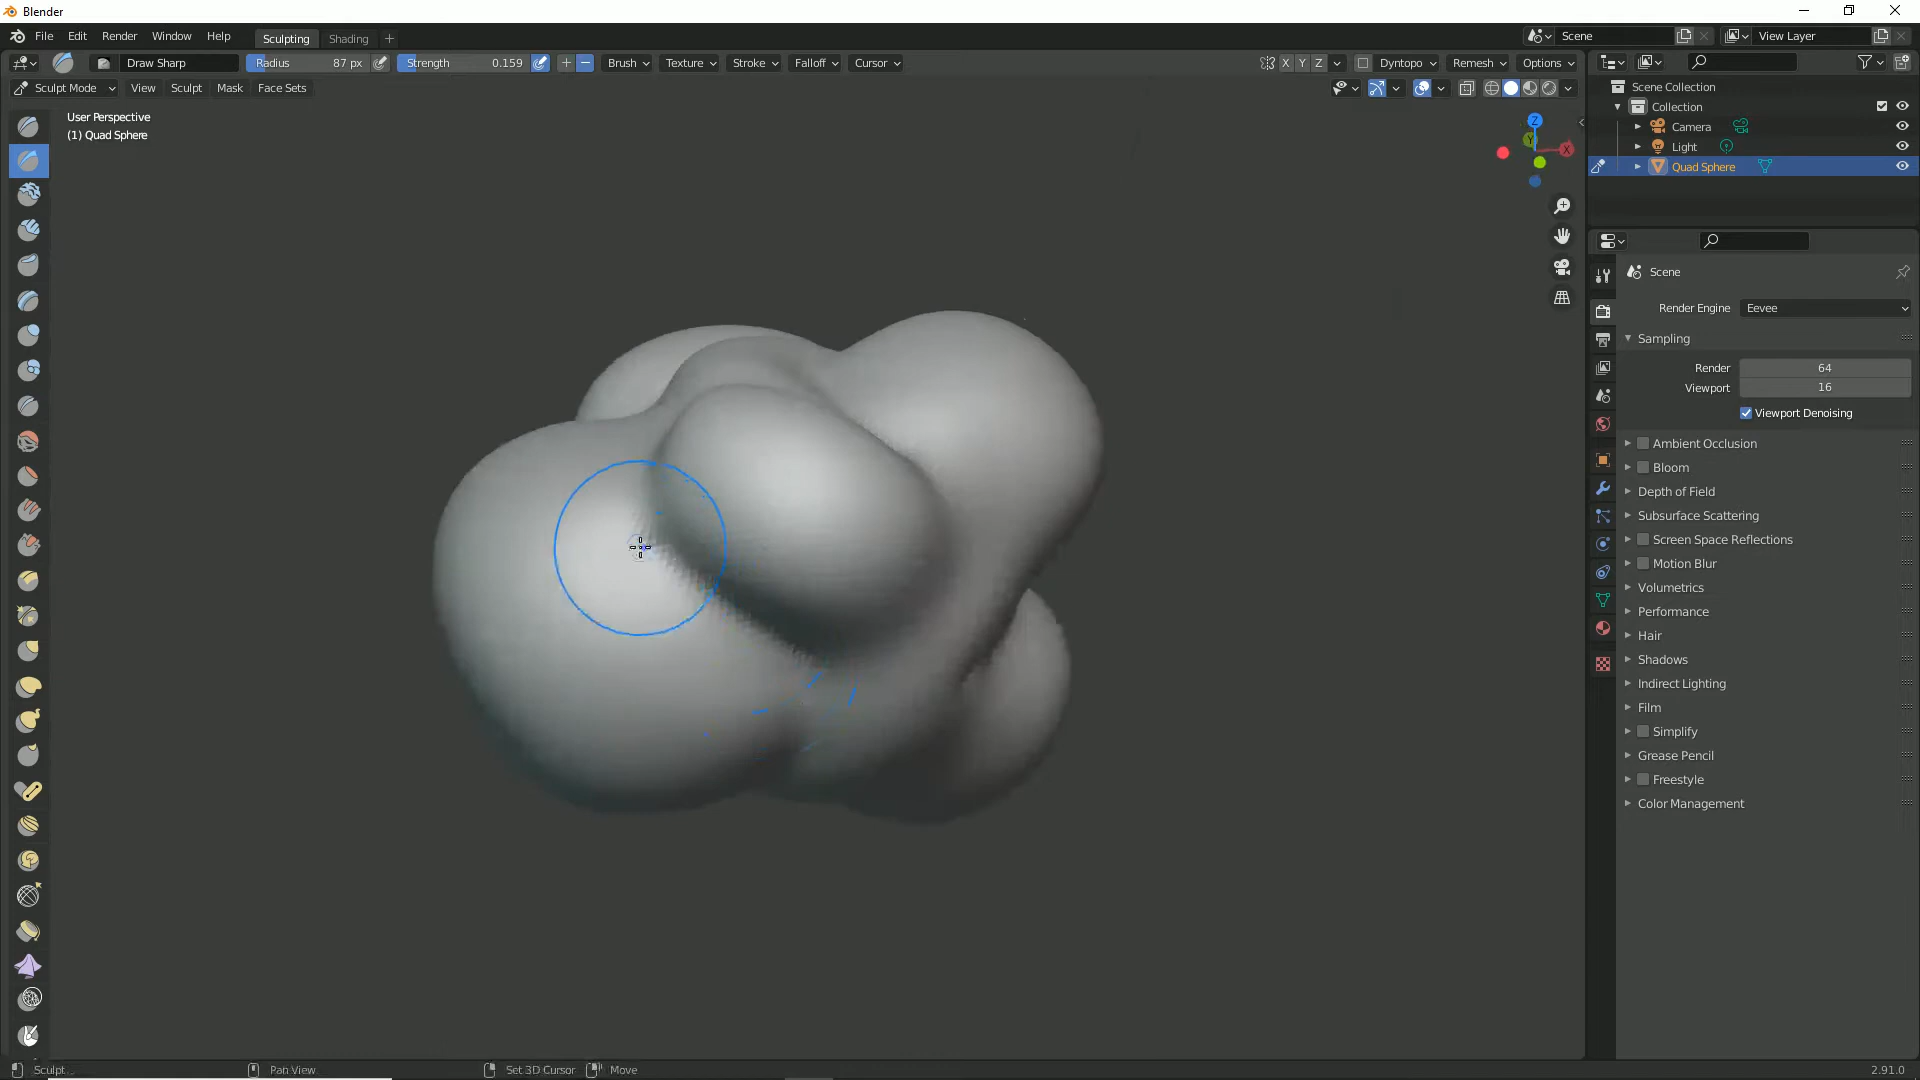 Blender
File Edit Render Window Help Sculpting Shading + Scene View Layer
Draw Sharp Radius 87 px Strength 0.159 + − Brush Texture Stroke Falloff Cursor X Y Z Dyntopo Remesh Options
Sculpt Mode View Sculpt Mask Face Sets
User Perspective
(1) Quad Sphere
Z
Y
X
Scene Collection
Collection
Camera
Light
Quad Sphere
Scene
Render Engine Eevee
Sampling
Render 64
Viewport 16
Viewport Denoising
Ambient Occlusion
Bloom
Depth of Field
Subsurface Scattering
Screen Space Reflections
Motion Blur
Volumetrics
Performance
Hair
Shadows
Indirect Lighting
Film
Simplify
Grease Pencil
Freestyle
Color Management
Sculpt Pan View Set 3D Cursor Move 2.91.0